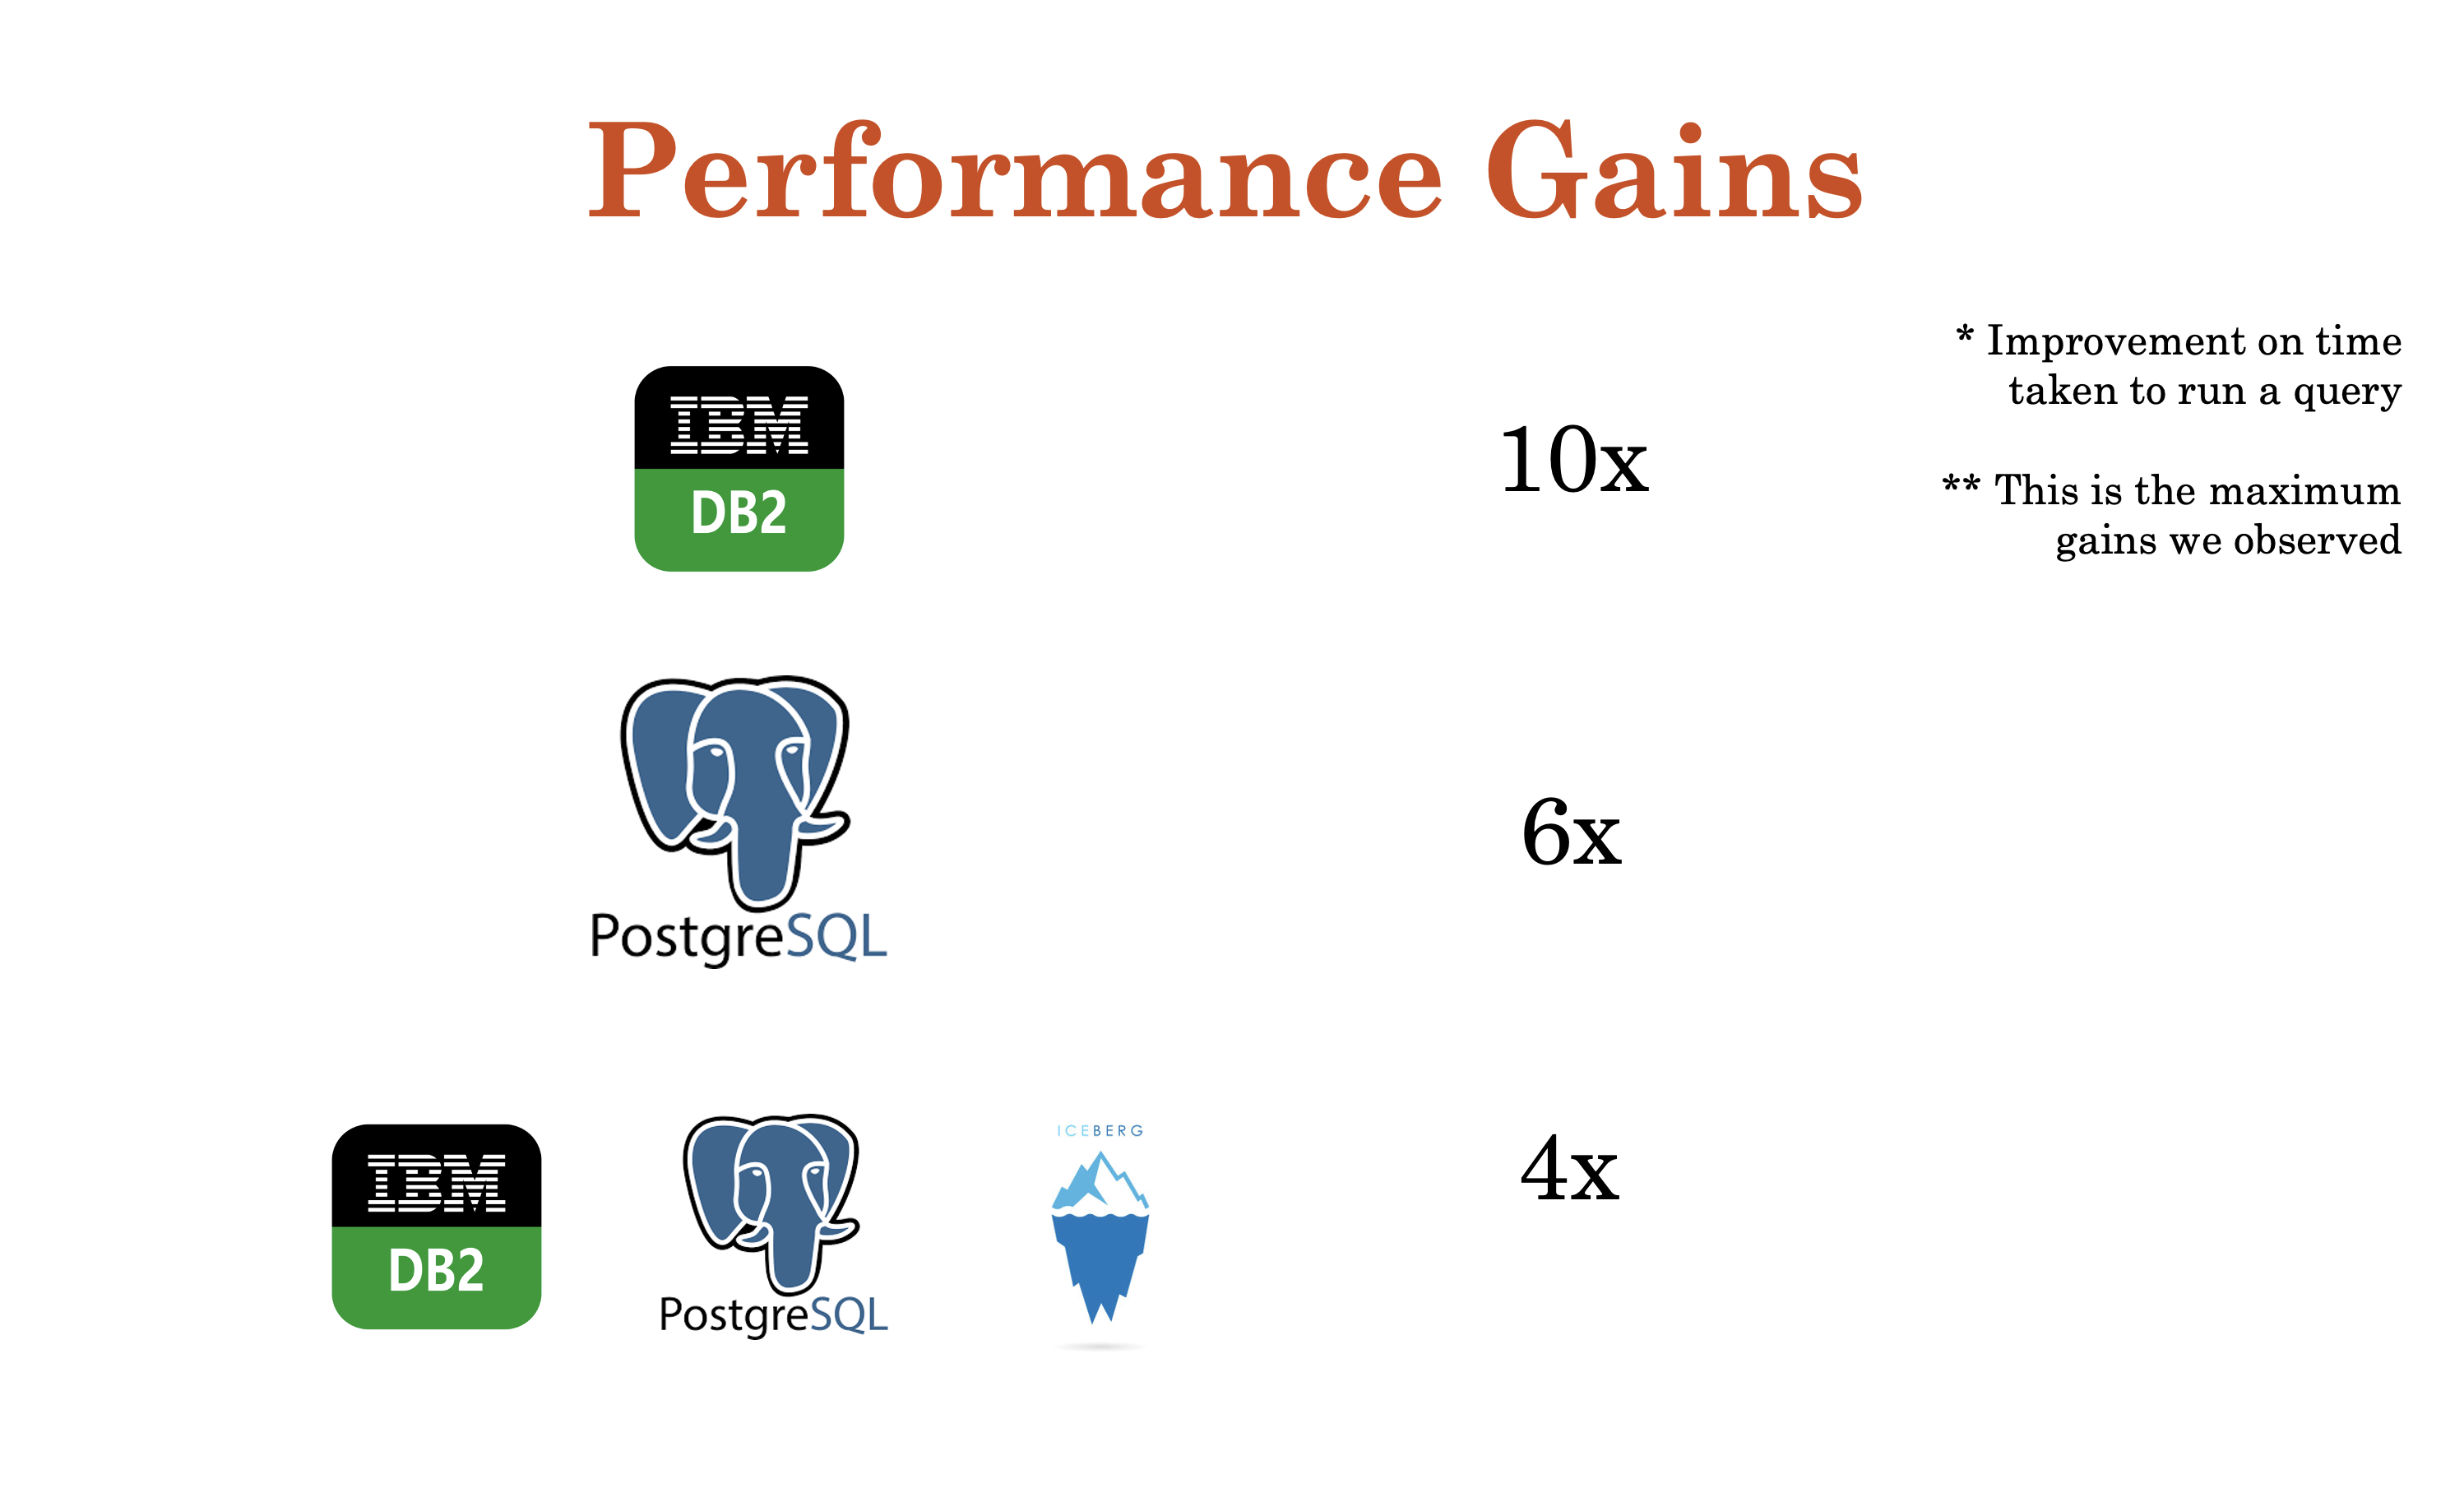 Performance Gains
* Improvement on time
taken to run a query
** This is the maximum
gains we observed
IBM
DB2
10x
PostgreSQL
6x
IBM
DB2
PostgreSQL
ICEBERG
4x